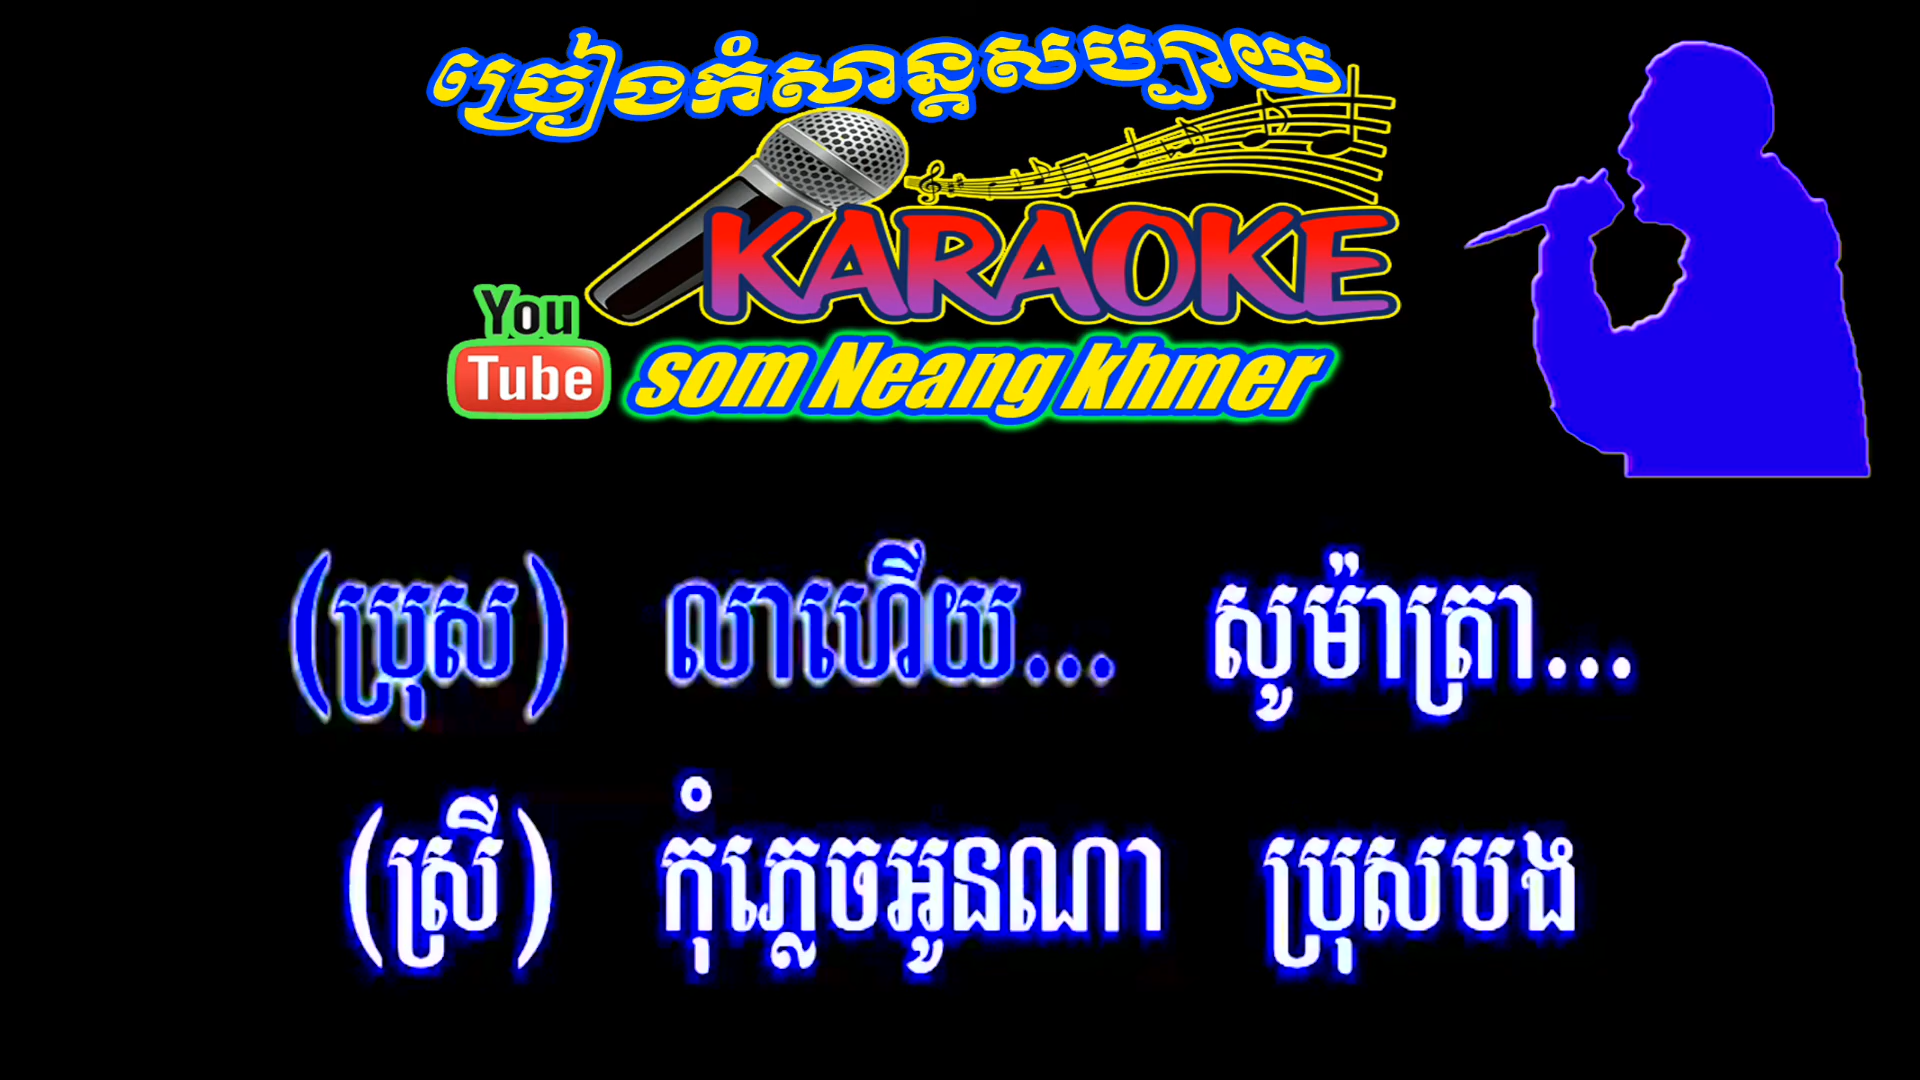 ច្រៀងកំសាន្តសប្បាយ
KARAOKE
You
Tube som Neang khmer
(ប្រុស) លាហើយ... សូម៉ាត្រា...
(ស្រី) កុំភ្លេចអូនណា ប្រុសបង